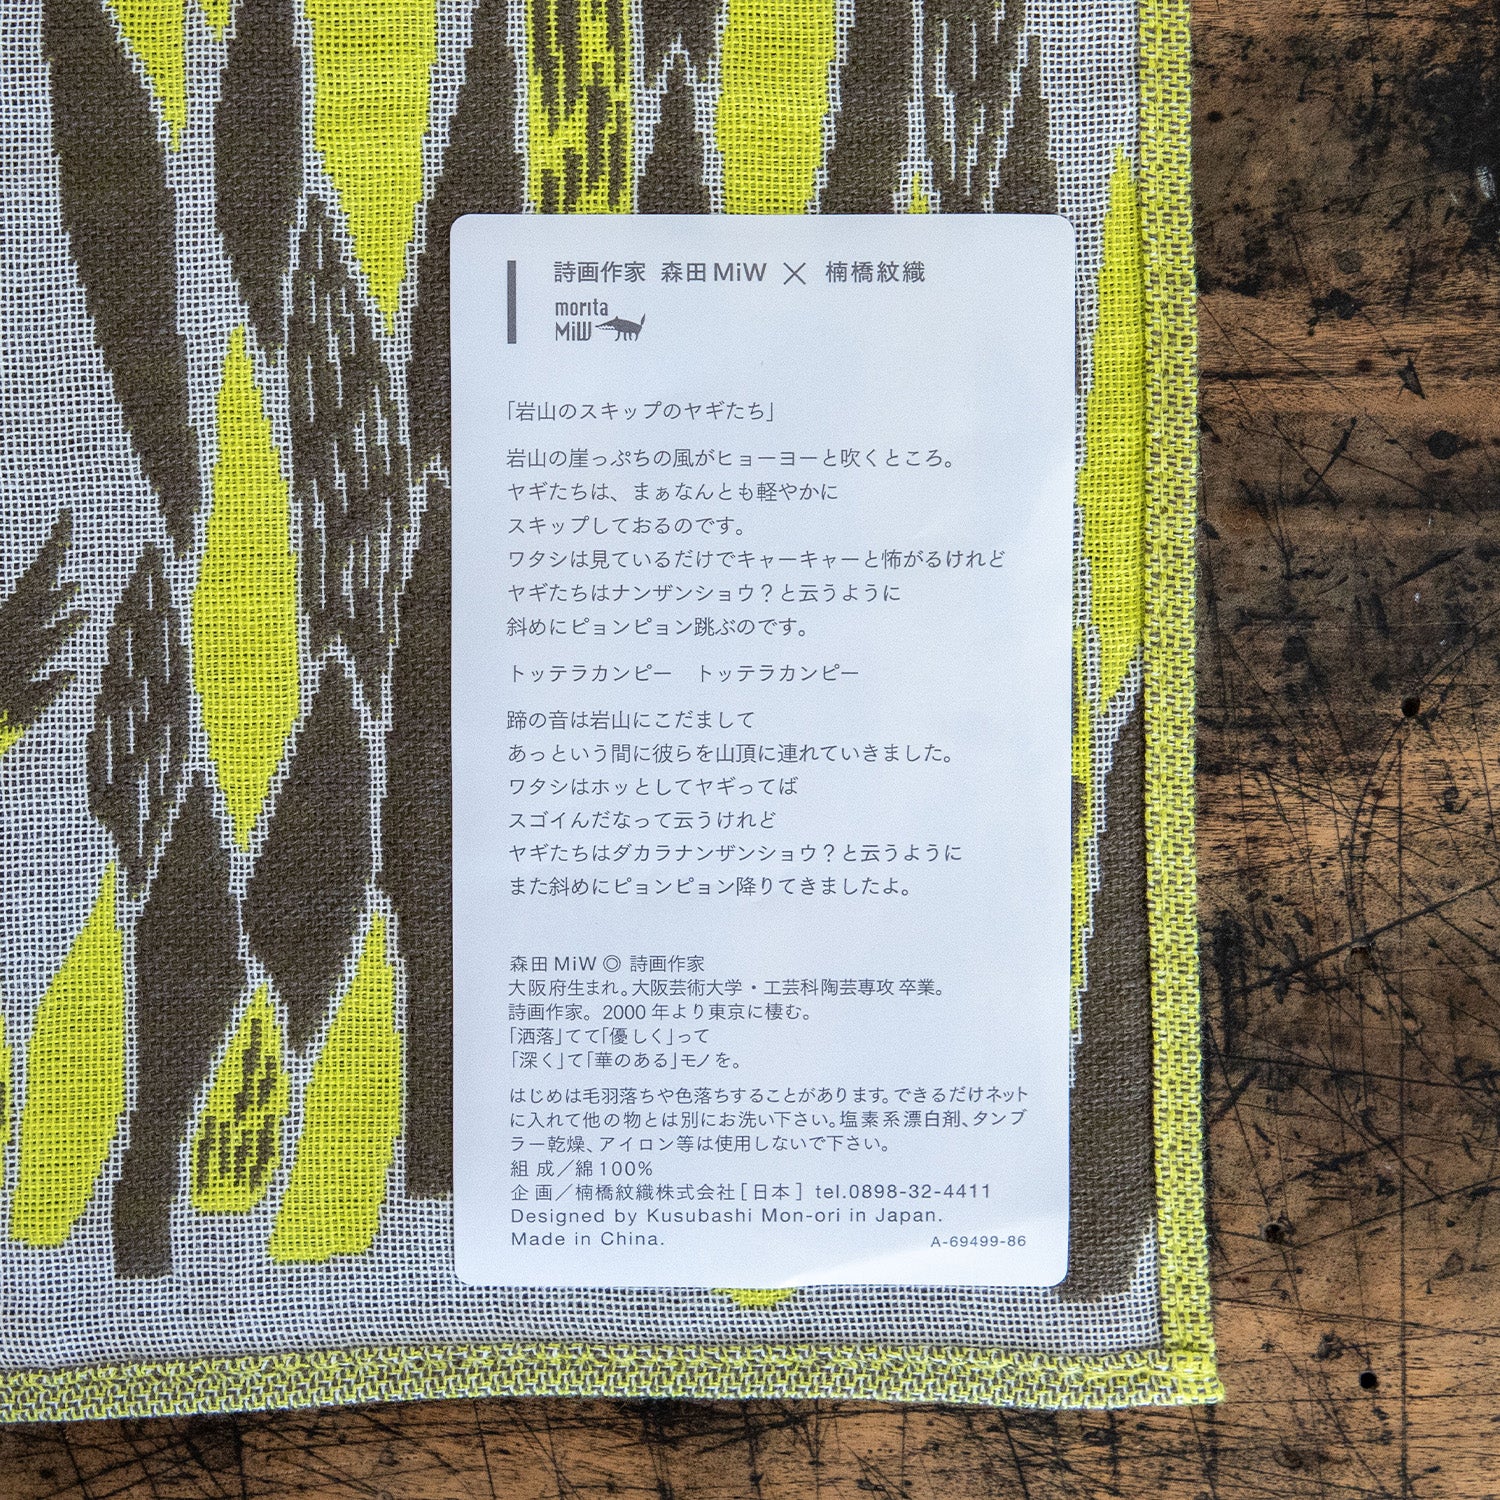 詩画作家 森田MiW × 楠橋紋織
morita
MiW
「岩山のスキップのヤギたち」
岩山の崖っぷちの風がヒョーヨーと吹くところ。
ヤギたちは、まぁなんとも軽やかに
スキップしておるのです。
ワタシは見ているだけでキャーキャーと怖がるけれど
ヤギたちはナンザンショウ？と云うように
斜めにピョンピョン跳ぶのです。
トッテラカンピー　トッテラカンピー
蹄の音は岩山にこだまして
あっという間に彼らを山頂に連れていきました。
ワタシはホッとしてヤギってば
スゴイんだなって云うけれど
ヤギたちはダカラナンザンショウ？と云うように
また斜めにピョンピョン降りてきましたよ。
森田MiW ◎ 詩画作家
大阪府生まれ。大阪芸術大学・工芸科陶芸専攻 卒業。
詩画作家。2000 年より東京に棲む。
「洒落」てて「優しく」って
「深く」て「華のある」モノを。
はじめは毛羽落ちや色落ちすることがあります。できるだけネット
に入れて他の物とは別にお洗い下さい。塩素系漂白剤、タンブ
ラー乾燥、アイロン等は使用しないで下さい。
組 成／綿100%
企 画／楠橋紋織株式会社［日本］ tel.0898-32-4411
Designed by Kusubashi Mon-ori in Japan.
Made in China.
A-69499-86